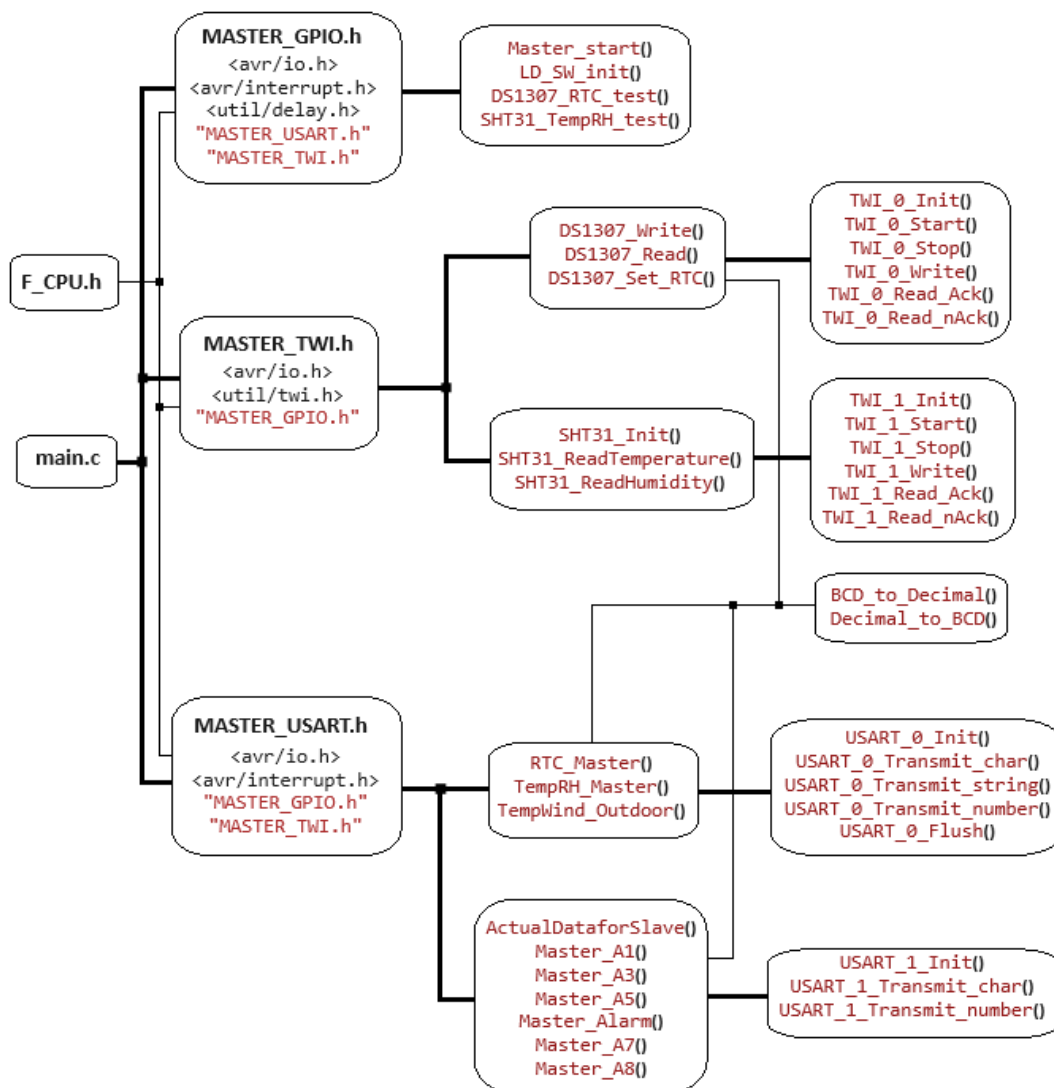 MASTER_GPIO.h
<avr/io.h>
<avr/interrupt.h>
<util/delay.h>
"MASTER_USART.h"
"MASTER_TWI.h"
Master_start()
LD_SW_init()
DS1307_RTC_test()
SHT31_TempRH_test()
F_CPU.h
main.c
MASTER_TWI.h
<avr/io.h>
<util/twi.h>
"MASTER_GPIO.h"
DS1307_Write()
DS1307_Read()
DS1307_Set_RTC()
TWI_0_Init()
TWI_0_Start()
TWI_0_Stop()
TWI_0_Write()
TWI_0_Read_Ack()
TWI_0_Read_nAck()
SHT31_Init()
SHT31_ReadTemperature()
SHT31_ReadHumidity()
TWI_1_Init()
TWI_1_Start()
TWI_1_Stop()
TWI_1_Write()
TWI_1_Read_Ack()
TWI_1_Read_nAck()
BCD_to_Decimal()
Decimal_to_BCD()
MASTER_USART.h
<avr/io.h>
<avr/interrupt.h>
"MASTER_GPIO.h"
"MASTER_TWI.h"
RTC_Master()
TempRH_Master()
TempWind_Outdoor()
USART_0_Init()
USART_0_Transmit_char()
USART_0_Transmit_string()
USART_0_Transmit_number()
USART_0_Flush()
ActualDataforSlave()
Master_A1()
Master_A3()
Master_A5()
Master_Alarm()
Master_A7()
Master_A8()
USART_1_Init()
USART_1_Transmit_char()
USART_1_Transmit_number()